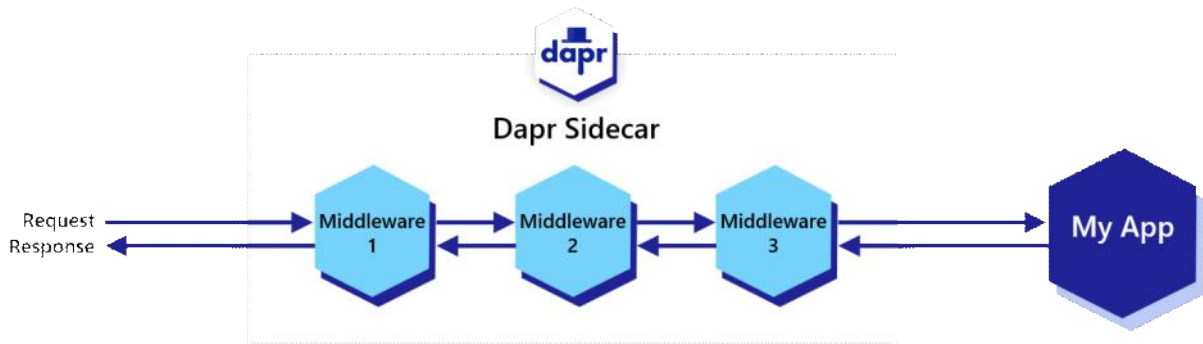 dapr
Dapr Sidecar
Request
Response
Middleware
1
Middleware
2
Middleware
3
My App